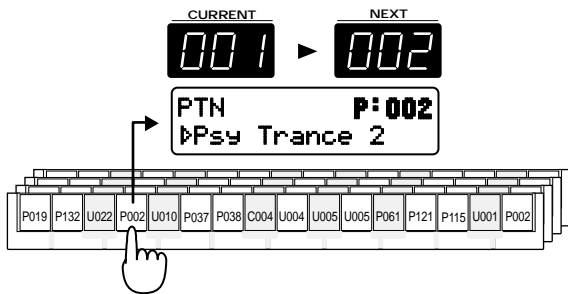 CURRENT NEXT
001 002
PTN P:002
Psy Trance 2
P019 P132 U022 P002 U010 P037 P038 C004 U004 U005 U005 P061 P121 P115 U001 P002